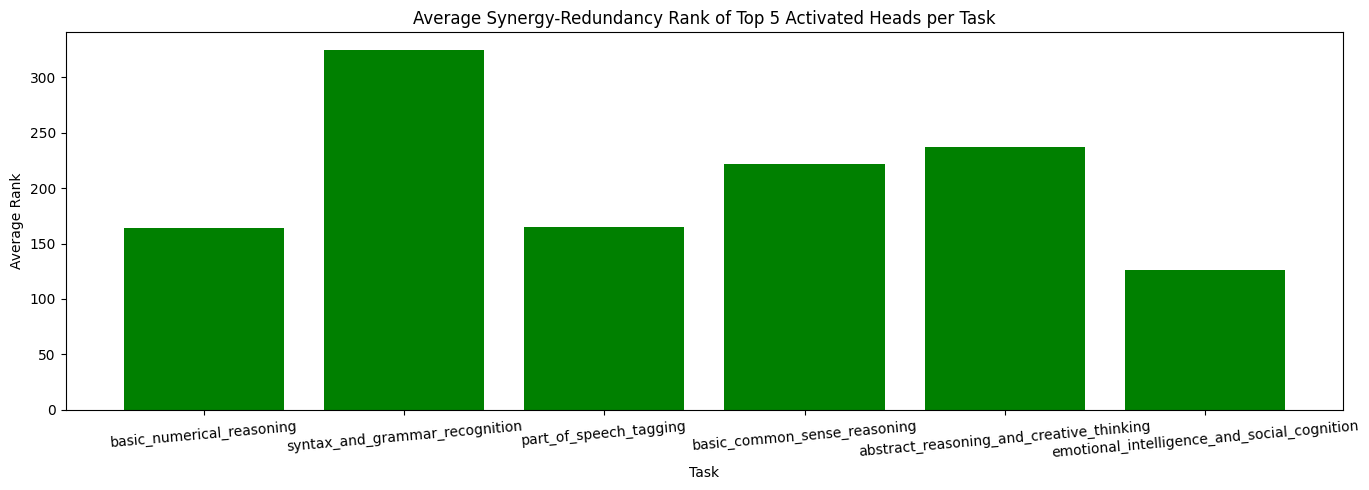 Average Synergy-Redundancy Rank of Top 5 Activated Heads per Task
Average Rank
300
250
200
150
100
50
0
basic_numerical_reasoning
syntax_and_grammar_recognition
part_of_speech_tagging
basic_common_sense_reasoning
abstract_reasoning_and_creative_thinking
emotional_intelligence_and_social_cognition
Task